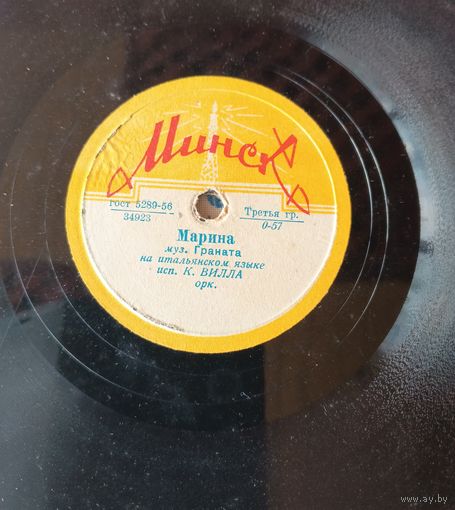 Минск
гост 5289-56
34923
Третья гр.
0-57
Марина
муз. Граната
на итальянском языке
исп. К. ВИЛЛА
орк.
www.ay.by